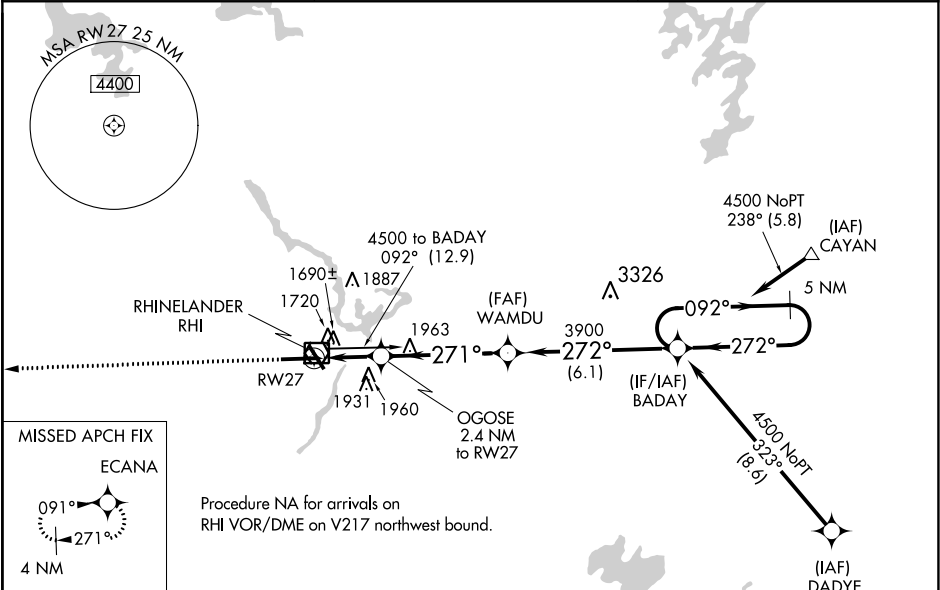 MSA RW27 25 NM
4400
4500 NoPT
238° (5.8)
(IAF)
CAYAN
5 NM
4500 to BADAY
092° (12.9)
1690±
1887
1720
RHINELANDER
RHI
3326
(FAF)
WAMDU
092°
1963
271°
3900
272°
(6.1)
272°
RW27
1931
1960
(IF/IAF)
BADAY
OGOSE
2.4 NM
to RW27
4500 NoPT
323°
(8.6)
MISSED APCH FIX
ECANA
091°
271°
4 NM
Procedure NA for arrivals on
RHI VOR/DME on V217 northwest bound.
(IAF)